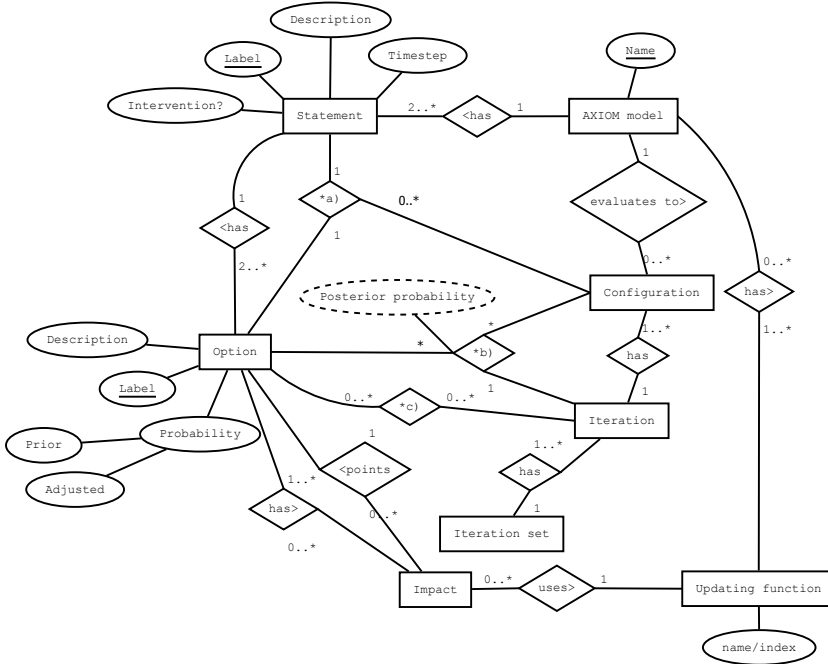 Description
Name
Label
Timestep
Intervention?
2..*
<has
1
Statement
AXIOM model
1
1
*a)
1
0..*
evaluates to>
<has
1
2..*
0..*
0..*
Posterior probability
Configuration
has>
*
1..*
1..*
Description
*
*b)
has
Option
Label
1
1
0..*
*c)
0..*
Iteration
Prior
Probability
1
1..*
<points
has
Adjusted
1..*
has>
0..*
1
0..*
Iteration set
Impact
0..*
uses>
1
Updating function
name/index